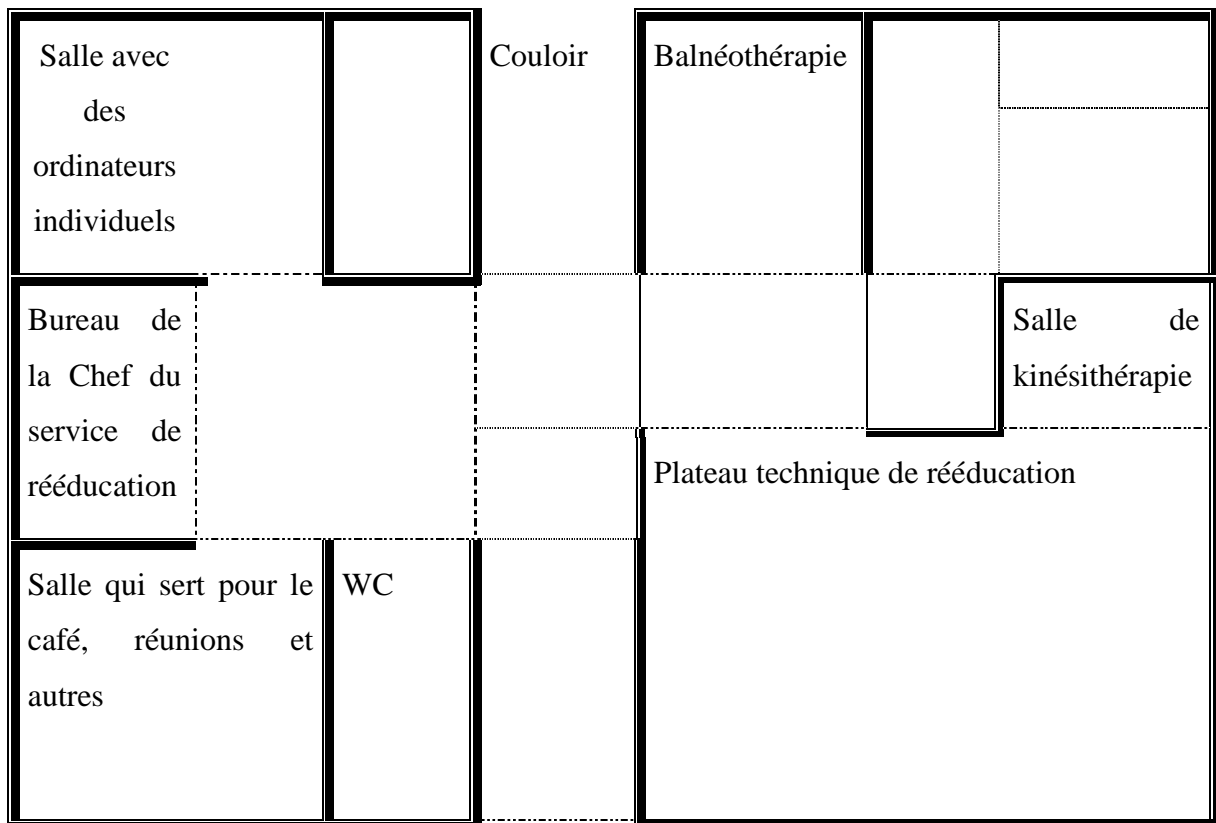 Salle avec
des
ordinateurs
individuels
Couloir
Balnéothérapie
Bureau de
la Chef du
service de
rééducation
Salle de
kinésithérapie
Plateau technique de rééducation
Salle qui sert pour le
café, réunions et
autres
WC